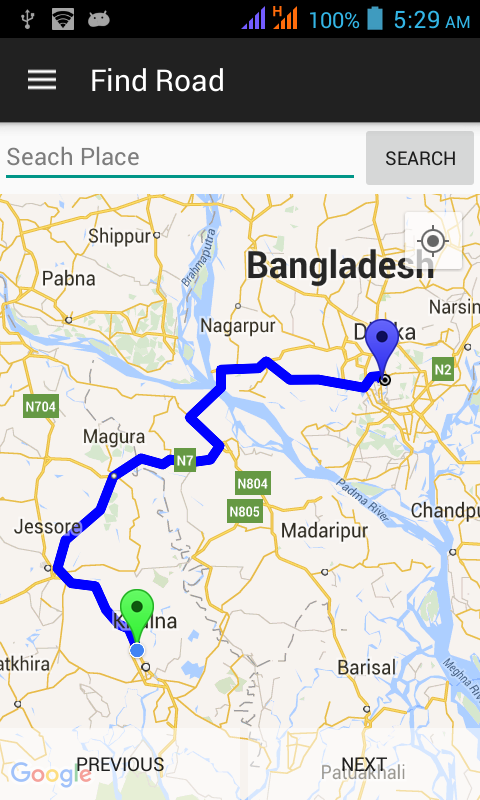 H
100% 5:29 AM
Find Road
Seach Place
SEARCH
Shippur
Brahmaputra
Bangladesh
Pabna
Narsin
Nagarpur
Dhaka
N2
N704
Magura
N7
N804
Padma River
N805
Chandpu
Jessore
Madaripur
Khulna
atkhira
Barisal
Meghna River
PREVIOUS
NEXT
Google
Patuakhali